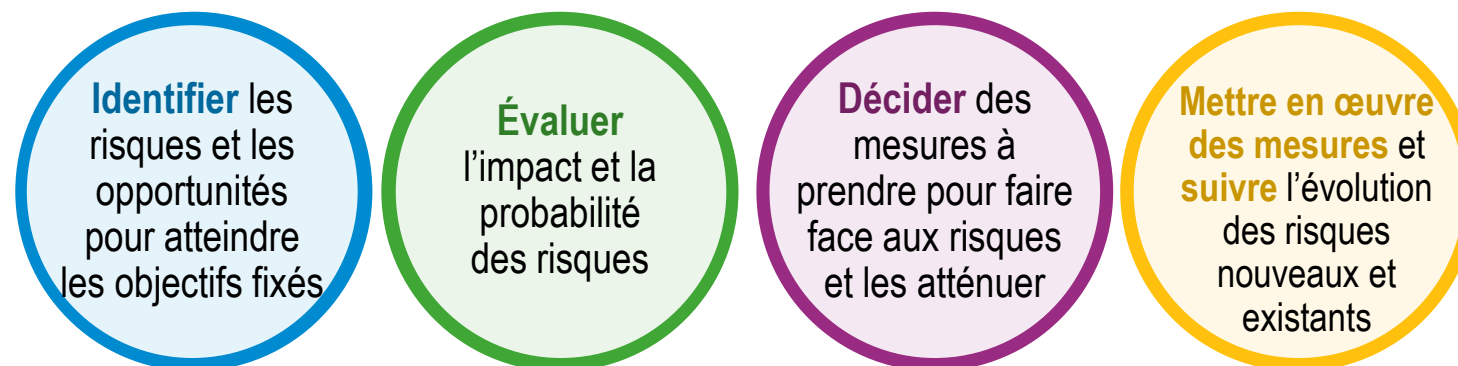 Identifier les
risques et les
opportunités
pour atteindre
les objectifs fixés
Évaluer
l’impact et la
probabilité
des risques
Décider des
mesures à
prendre pour faire
face aux risques
et les atténuer
Mettre en œuvre
des mesures et
suivre l’évolution
des risques
nouveaux et
existants